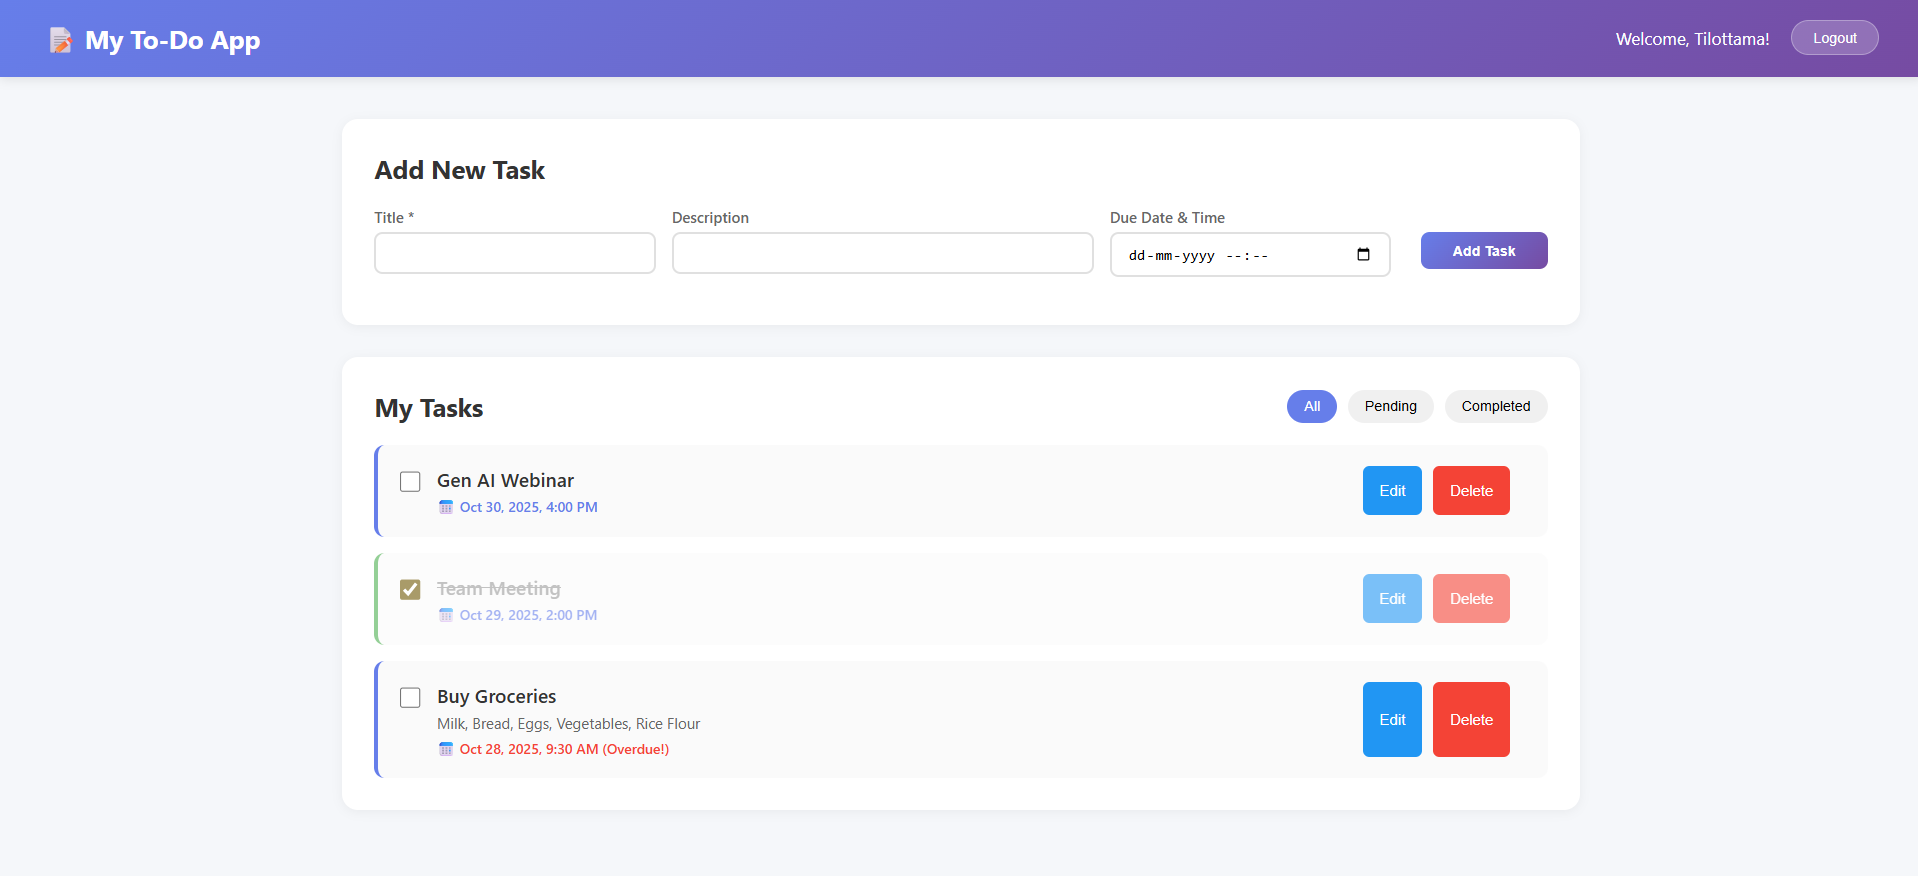 My To-Do App
Welcome, Tilottama!
Logout
Add New Task
Title *
Description
Due Date & Time
dd-mm-yyyy --:--
Add Task
My Tasks
All
Pending
Completed
Gen AI Webinar
Oct 30, 2025, 4:00 PM
Edit
Delete
Team Meeting
Oct 29, 2025, 2:00 PM
Edit
Delete
Buy Groceries
Milk, Bread, Eggs, Vegetables, Rice Flour
Oct 28, 2025, 9:30 AM (Overdue!)
Edit
Delete